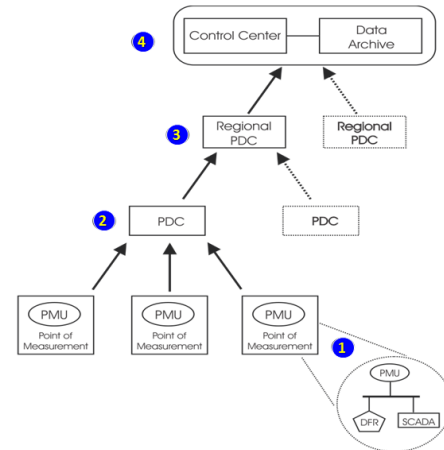 Control Center
Data
Archive
4
3
Regional
PDC
Regional
PDC
2
PDC
PDC
PMU
Point of
Measurement
PMU
Point of
Measurement
PMU
Point of
Measurement
1
PMU
DFR
SCADA